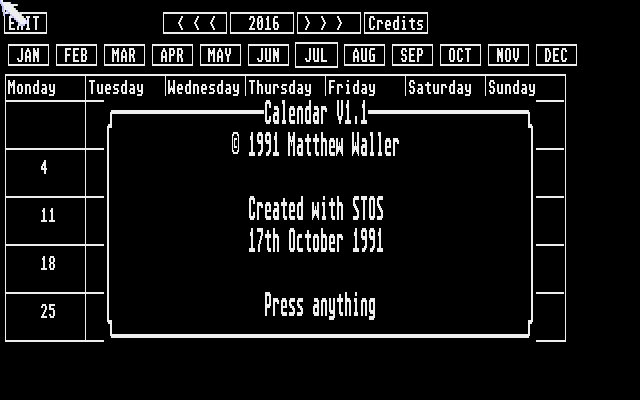 EXIT < < < 2016 > > > Credits
JAN FEB MAR APR MAY JUN JUL AUG SEP OCT NOV DEC
Monday Tuesday Wednesday Thursday Friday Saturday Sunday
Calendar V1.1
© 1991 Matthew Waller
4
11
Created with STOS
17th October 1991
18
25
Press anything